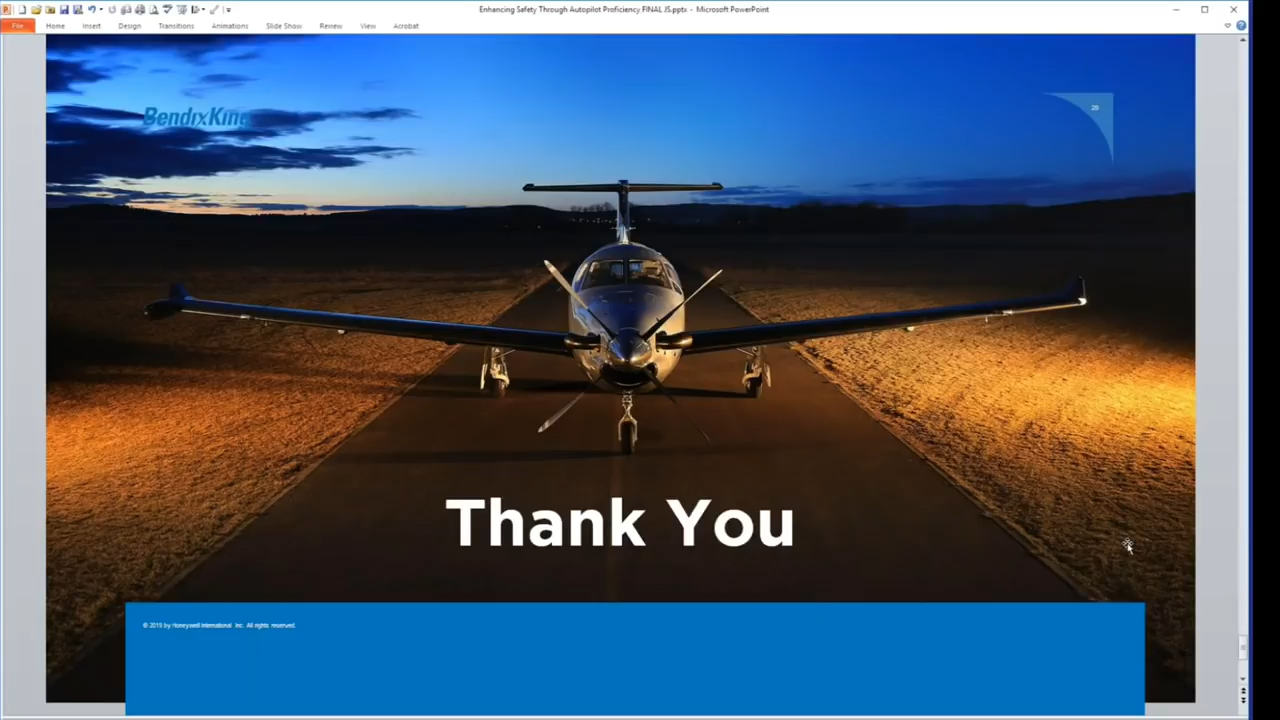 Enhancing Safety Through Autopilot Proficiency FINAL JS.pptx - Microsoft PowerPoint
File Home Insert Design Transitions Animations Slide Show Review View Acrobat
BendixKing
Thank You
© 2019 by Honeywell International Inc. All rights reserved.